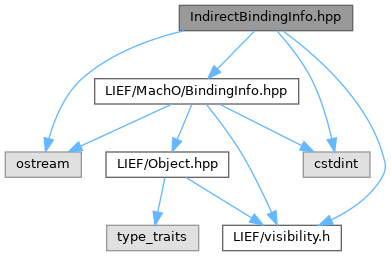 IndirectBindingInfo.hpp
LIEF/MachO/BindingInfo.hpp
ostream
LIEF/Object.hpp
cstdint
type_traits
LIEF/visibility.h